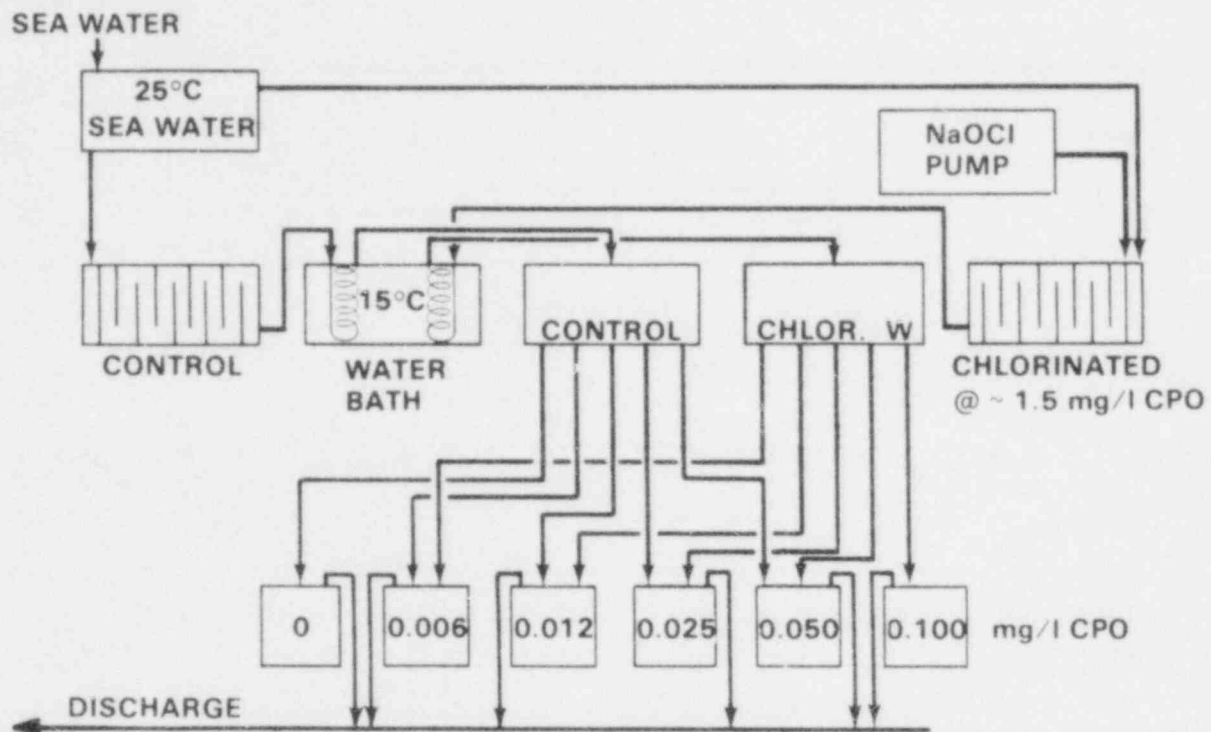 SEA WATER
25°C
SEA WATER
NaOCl
PUMP
15°C
CONTROL
WATER
BATH
CONTROL
CHLOR. W
CHLORINATED
@ ~ 1.5 mg/l CPO
0
0.006
0.012
0.025
0.050
0.100
mg/l CPO
DISCHARGE